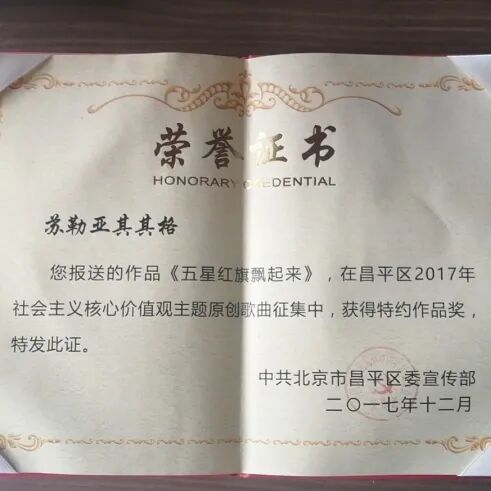 荣誉证书
HONORARY CREDENTIAL
苏勒亚其其格
您报送的作品《五星红旗飘起来》，在昌平区2017年
社会主义核心价值观主题原创歌曲征集中，获得特约作品奖，
特发此证。
中共北京市昌平区委宣传部
二〇一七年十二月